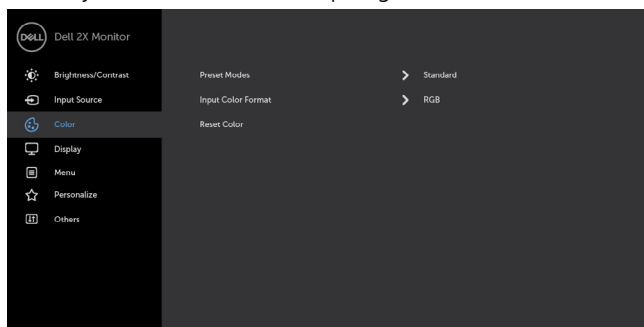 DELL Dell 2X Monitor
Brightness/Contrast Preset Modes Standard
Input Source Input Color Format RGB
Color Reset Color
Display
Menu
Personalize
Others